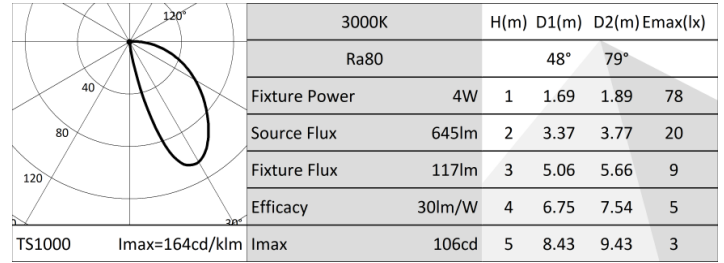 120°
40
80
120
30°
TS1000 Imax=164cd/klm
3000K
Ra80
Fixture Power 4W
Source Flux 645lm
Fixture Flux 117lm
Efficacy 30lm/W
Imax 106cd
H(m) D1(m) D2(m) Emax(lx)
48° 79°
1 1.69 1.89 78
2 3.37 3.77 20
3 5.06 5.66 9
4 6.75 7.54 5
5 8.43 9.43 3